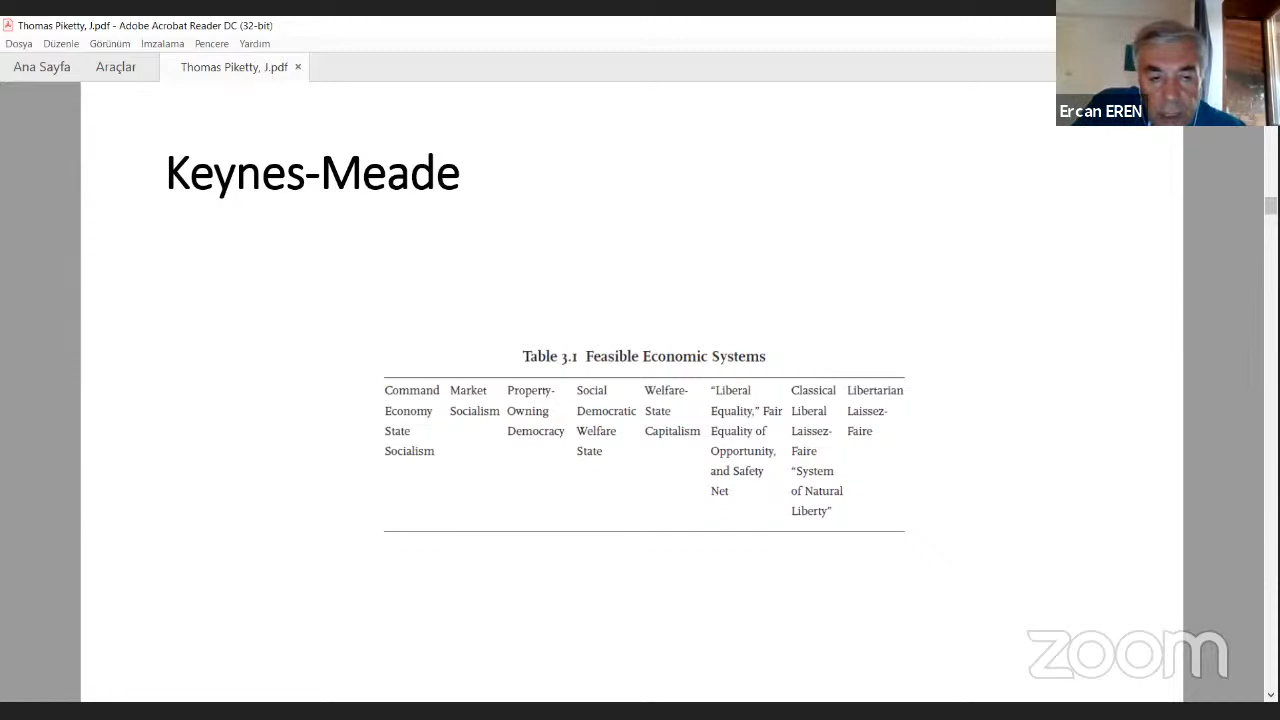 Thomas Piketty, J.pdf - Adobe Acrobat Reader DC (32-bit)
Dosya Düzenle Görünüm İmzalama Pencere Yardım
Ana Sayfa Araçlar Thomas Piketty, J.pdf ×
Ercan EREN
Keynes-Meade
Table 3.1 Feasible Economic Systems
Command Market Property- Social Welfare- “Liberal Classical Libertarian
Economy Socialism Owning Democratic State Equality,” Fair Liberal Laissez-
State Democracy Welfare Capitalism Equality of Laissez- Faire
Socialism State Opportunity, Faire
and Safety “System
Net of Natural
Liberty”
zoom